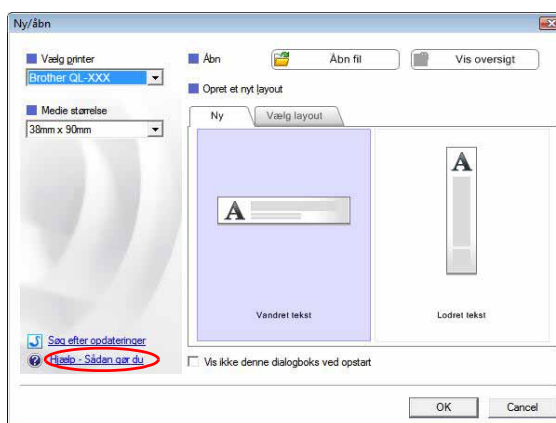 Ny/åbn
Vælg printer
Brother QL-XXX
Medie størrelse
38mm x 90mm
Søg efter opdateringer
Hjælp - Sådan gør du
Åbn
Åbn fil
Vis oversigt
Opret et nyt layout
Ny
Vælg layout
A
Vandret tekst
A
Lodret tekst
Vis ikke denne dialogboks ved opstart
OK
Cancel